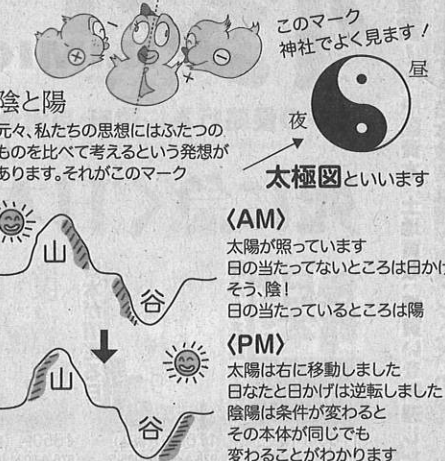 このマーク
神社でよく見ます！
陰と陽
元々、私たちの思想にはふたつの
ものを比べて考えるという発想が
あります。それがこのマーク
昼
夜
太極図といいます
〈AM〉
太陽が照っています
日の当たってないところは日かげ
そう、陰！
日の当たっているところは陽
山
谷
〈PM〉
太陽は右に移動しました
日なたと日かげは逆転しました
陰陽は条件が変わると
その本体が同じでも
変わることがわかります
山
谷